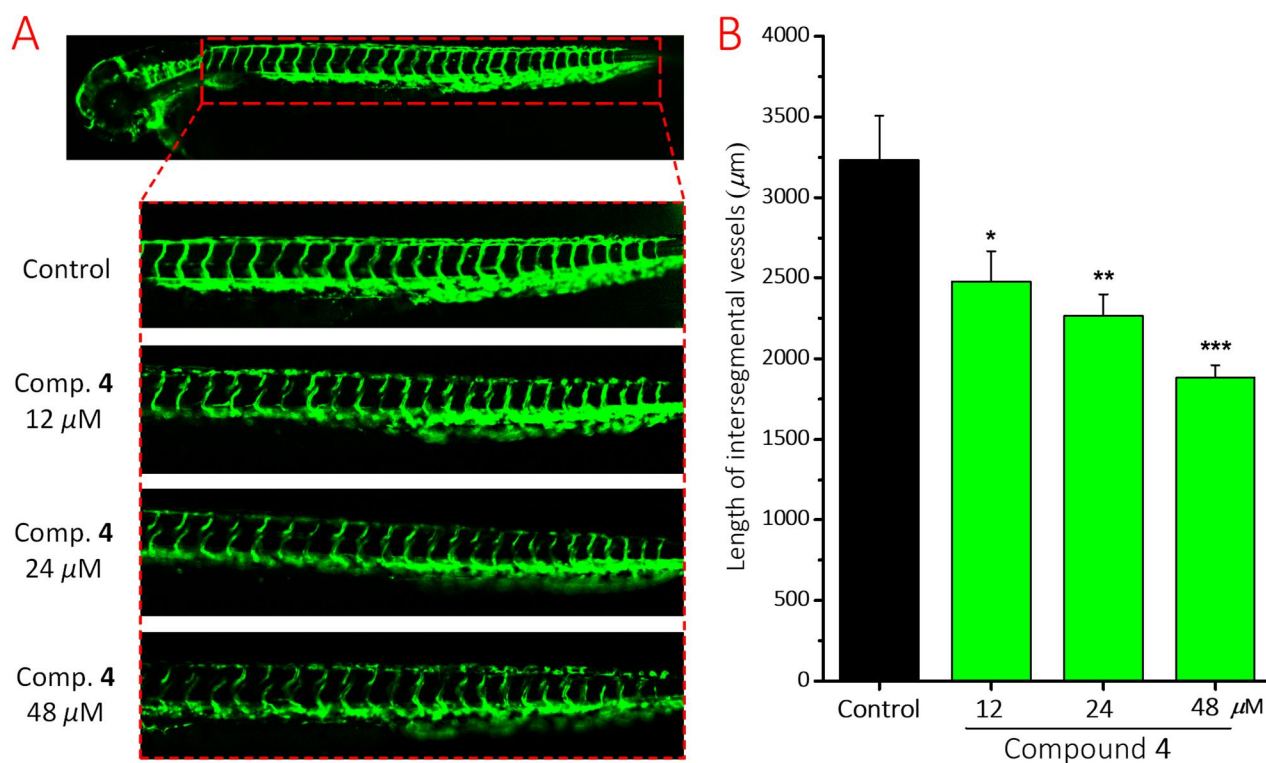 A
Control
Comp. 4
12 μM
Comp. 4
24 μM
Comp. 4
48 μM
B
Length of intersegmental vessels (μm)
4000
3500
3000
2500
2000
1500
1000
500
0
*
**
***
Control
12
24
48 μM
Compound 4